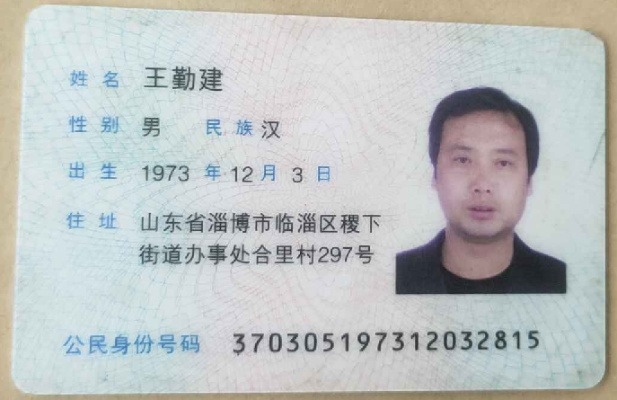 姓名 王勤建
性别 男 民族 汉
出生 1973 年 12 月 3 日
住址 山东省淄博市临淄区稷下
街道办事处合里村297号
公民身份号码 370305197312032815